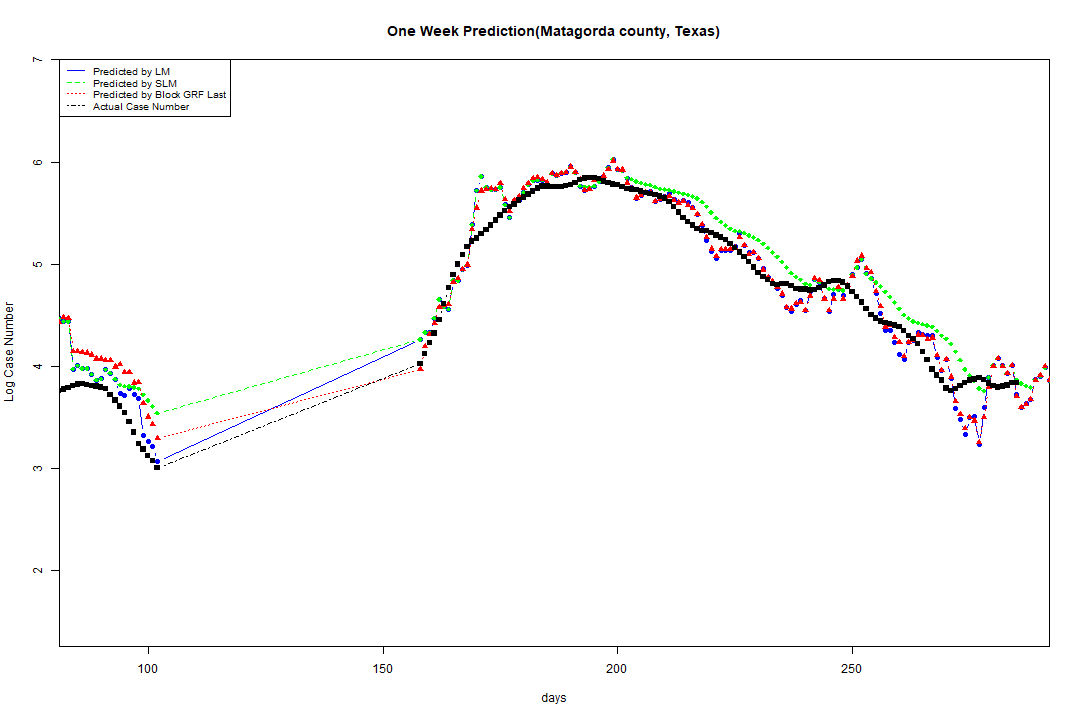 One Week Prediction(Matagorda county, Texas)
Predicted by LM
Predicted by SLM
Predicted by Block GRF Last
Actual Case Number
7
6
5
4
3
2
Log Case Number
100 150 200 250
days